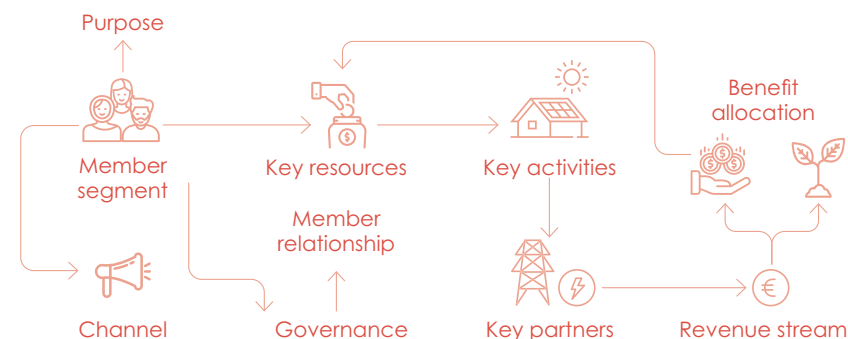 Purpose
Benefit
allocation
Member
segment
Key resources
Key activities
Member
relationship
Channel
Governance
Key partners
Revenue stream
$
$
$
$
€